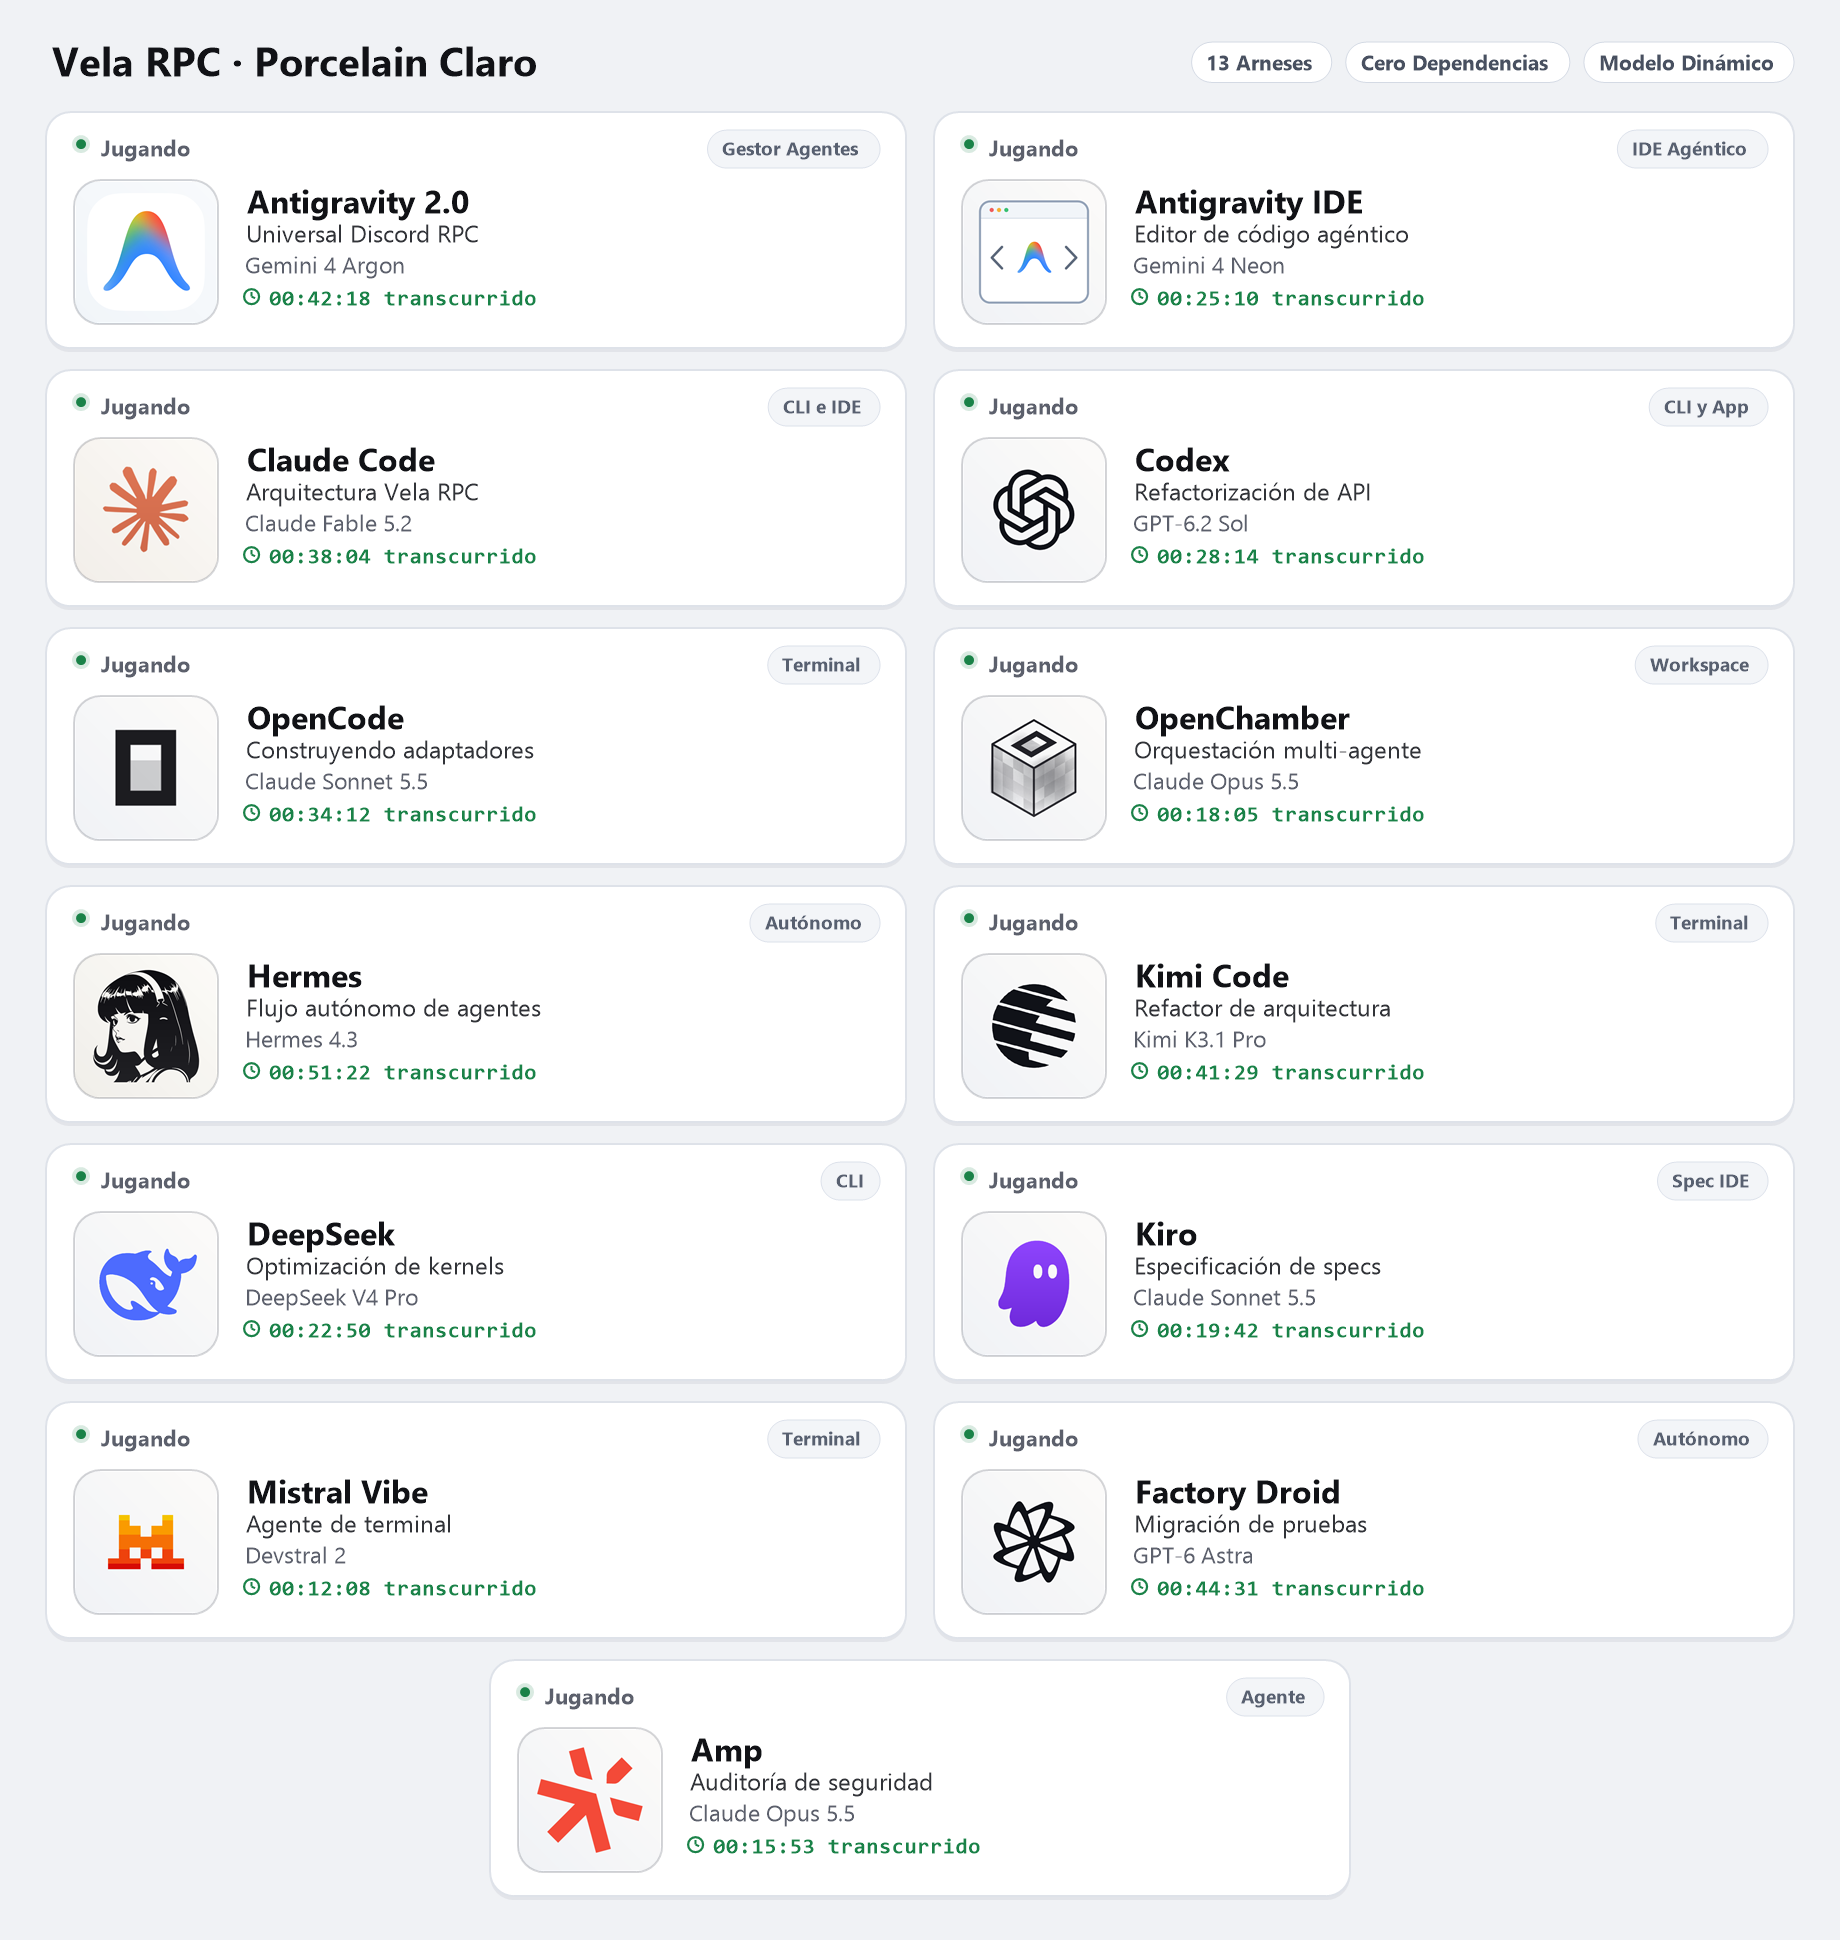 Vela RPC · Porcelain Claro
13 Arneses
Cero Dependencias
Modelo Dinámico
Jugando
Gestor Agentes
Antigravity 2.0
Universal Discord RPC
Gemini 4 Argon
00:42:18 transcurrido
Jugando
IDE Agéntico
Antigravity IDE
Editor de código agéntico
Gemini 4 Neon
00:25:10 transcurrido
Jugando
CLI e IDE
Claude Code
Arquitectura Vela RPC
Claude Fable 5.2
00:38:04 transcurrido
Jugando
CLI y App
Codex
Refactorización de API
GPT-6.2 Sol
00:28:14 transcurrido
Jugando
Terminal
OpenCode
Construyendo adaptadores
Claude Sonnet 5.5
00:34:12 transcurrido
Jugando
Workspace
OpenChamber
Orquestación multi-agente
Claude Opus 5.5
00:18:05 transcurrido
Jugando
Autónomo
Hermes
Flujo autónomo de agentes
Hermes 4.3
00:51:22 transcurrido
Jugando
Terminal
Kimi Code
Refactor de arquitectura
Kimi K3.1 Pro
00:41:29 transcurrido
Jugando
CLI
DeepSeek
Optimización de kernels
DeepSeek V4 Pro
00:22:50 transcurrido
Jugando
Spec IDE
Kiro
Especificación de specs
Claude Sonnet 5.5
00:19:42 transcurrido
Jugando
Terminal
Mistral Vibe
Agente de terminal
Devstral 2
00:12:08 transcurrido
Jugando
Autónomo
Factory Droid
Migración de pruebas
GPT-6 Astra
00:44:31 transcurrido
Jugando
Agente
Amp
Auditoría de seguridad
Claude Opus 5.5
00:15:53 transcurrido